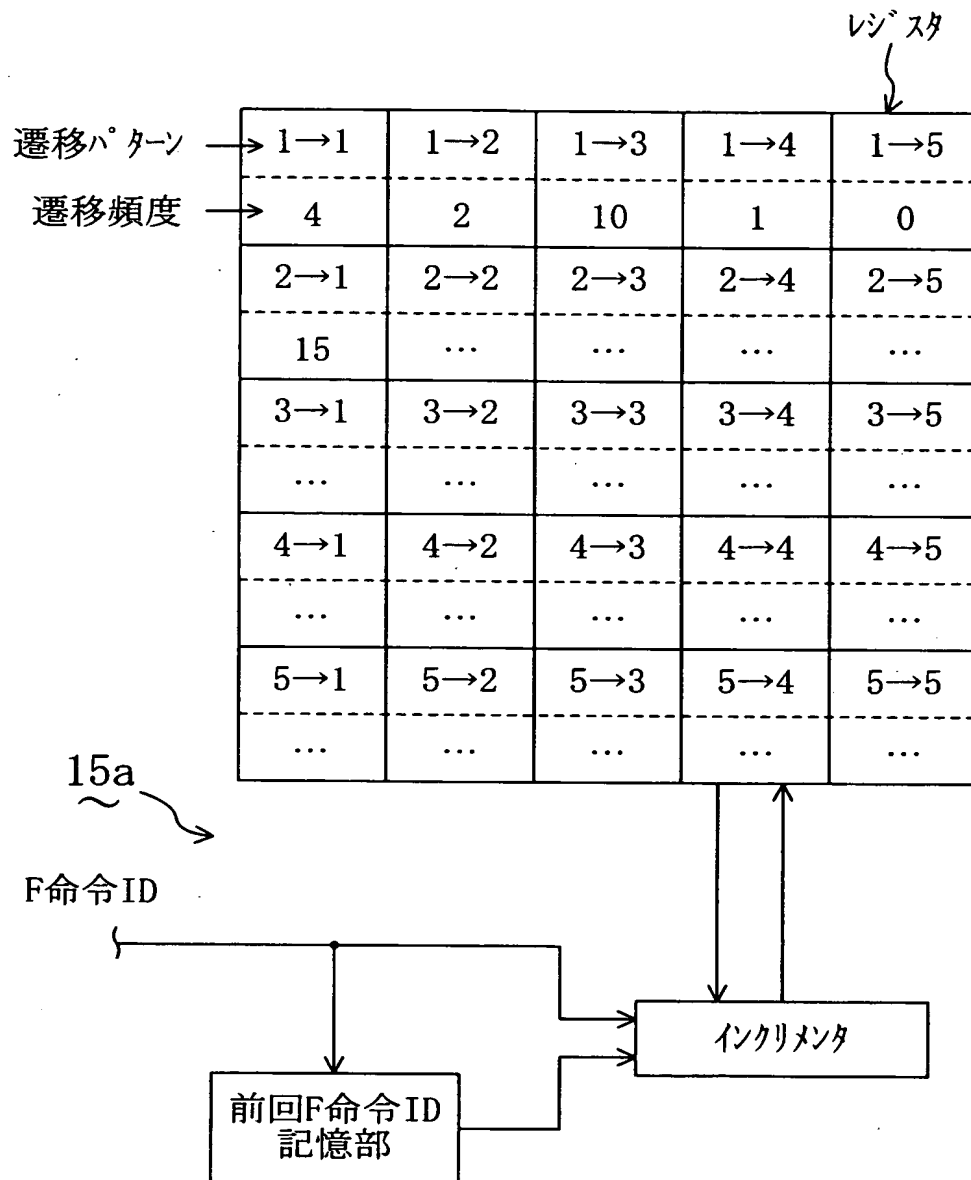 レジスタ
遷移パターン
1→1 1→2 1→3 1→4 1→5
遷移頻度
4 2 10 1 0
2→1 2→2 2→3 2→4 2→5
15 … … … …
3→1 3→2 3→3 3→4 3→5
… … … … …
4→1 4→2 4→3 4→4 4→5
… … … … …
5→1 5→2 5→3 5→4 5→5
… … … … …
15a
F命令ID
インクリメンタ
前回F命令ID
記憶部